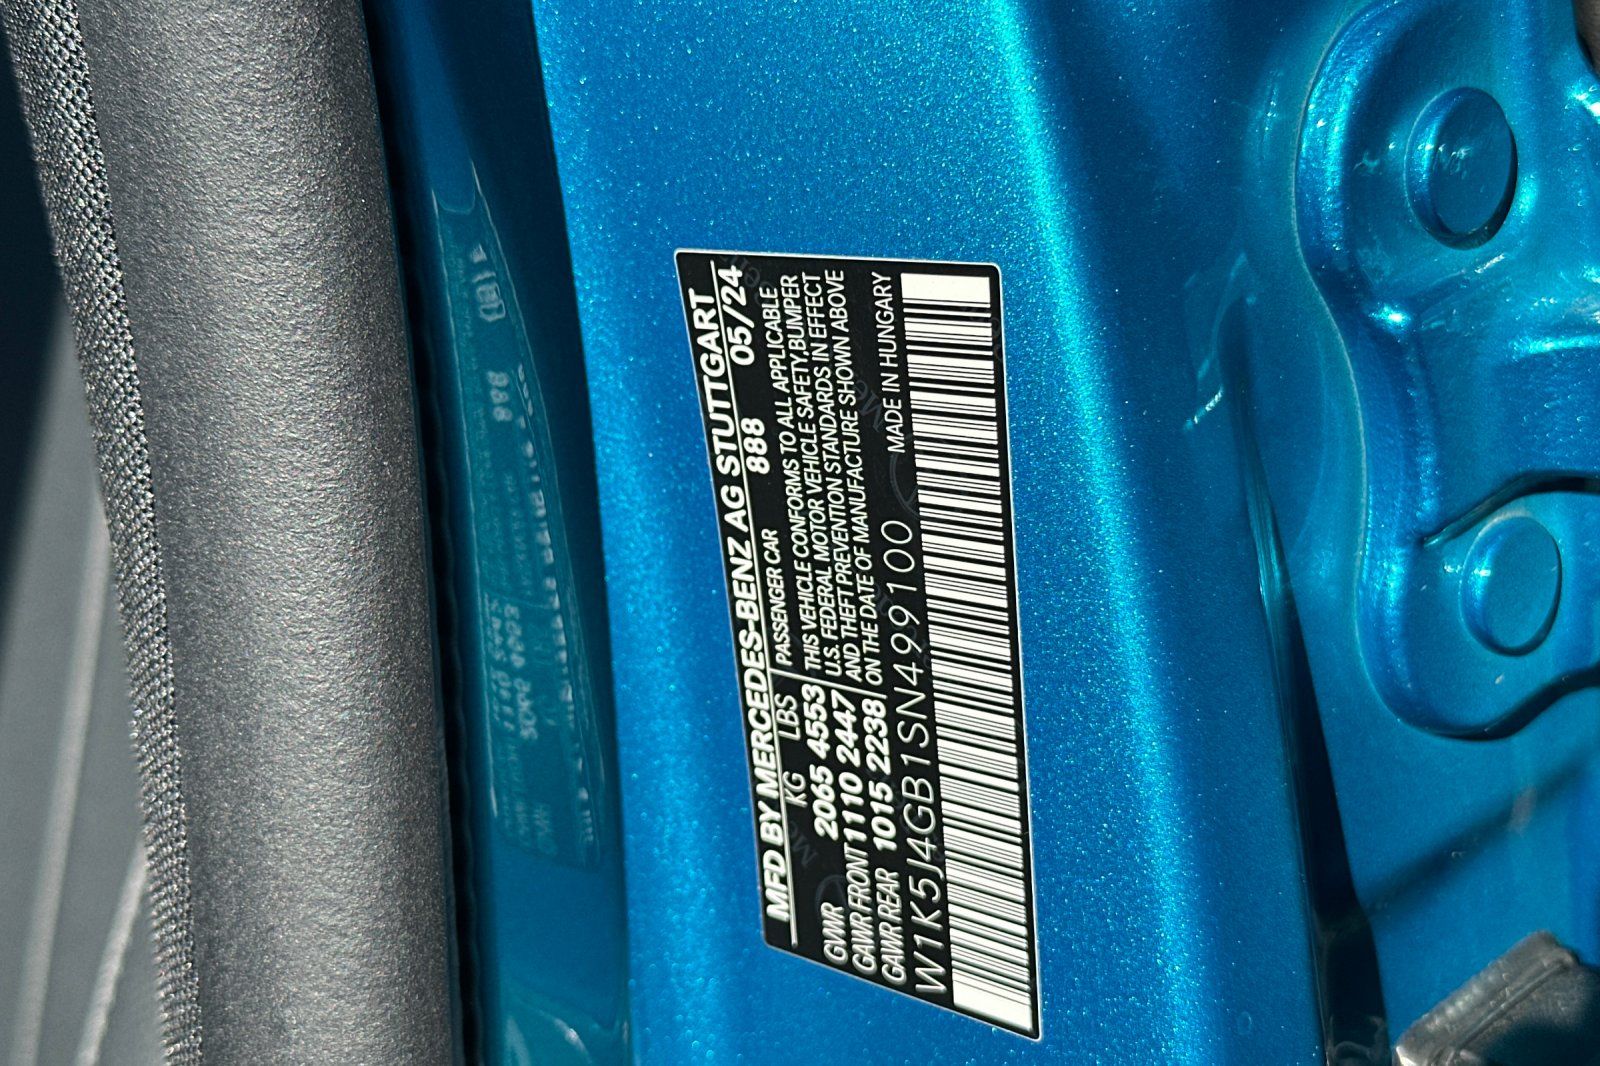 MFD BY MERCEDES-BENZ AG STUTTGART
KG LBS PASSENGER CAR 888 05/24
GVWR 2065 4553 THIS VEHICLE CONFORMS TO ALL APPLICABLE
U.S. FEDERAL MOTOR VEHICLE SAFETY,BUMPER
GAWR FRONT 1110 2447 AND THEFT PREVENTION STANDARDS IN EFFECT
GAWR REAR 1015 2238 ON THE DATE OF MANUFACTURE SHOWN ABOVE
W1K5J4GB1SN499100 MADE IN HUNGARY